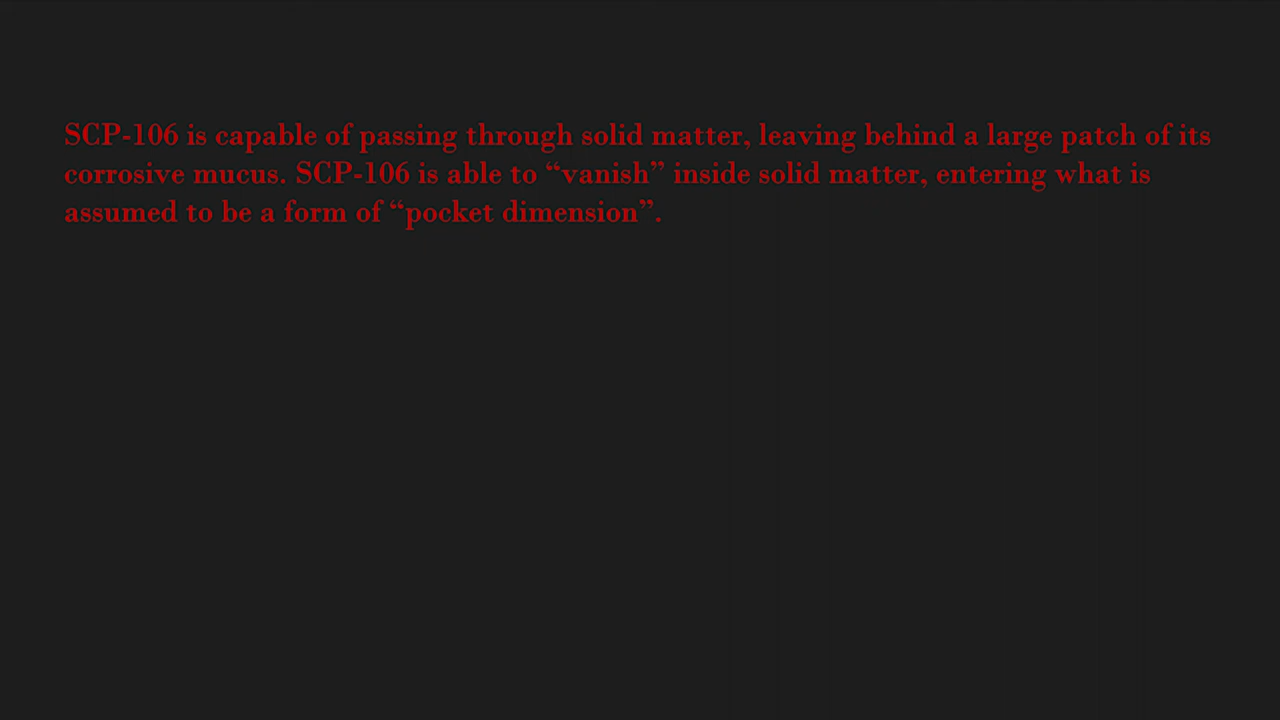 SCP-106 is capable of passing through solid matter, leaving behind a large patch of its
corrosive mucus. SCP-106 is able to “vanish” inside solid matter, entering what is
assumed to be a form of “pocket dimension”.